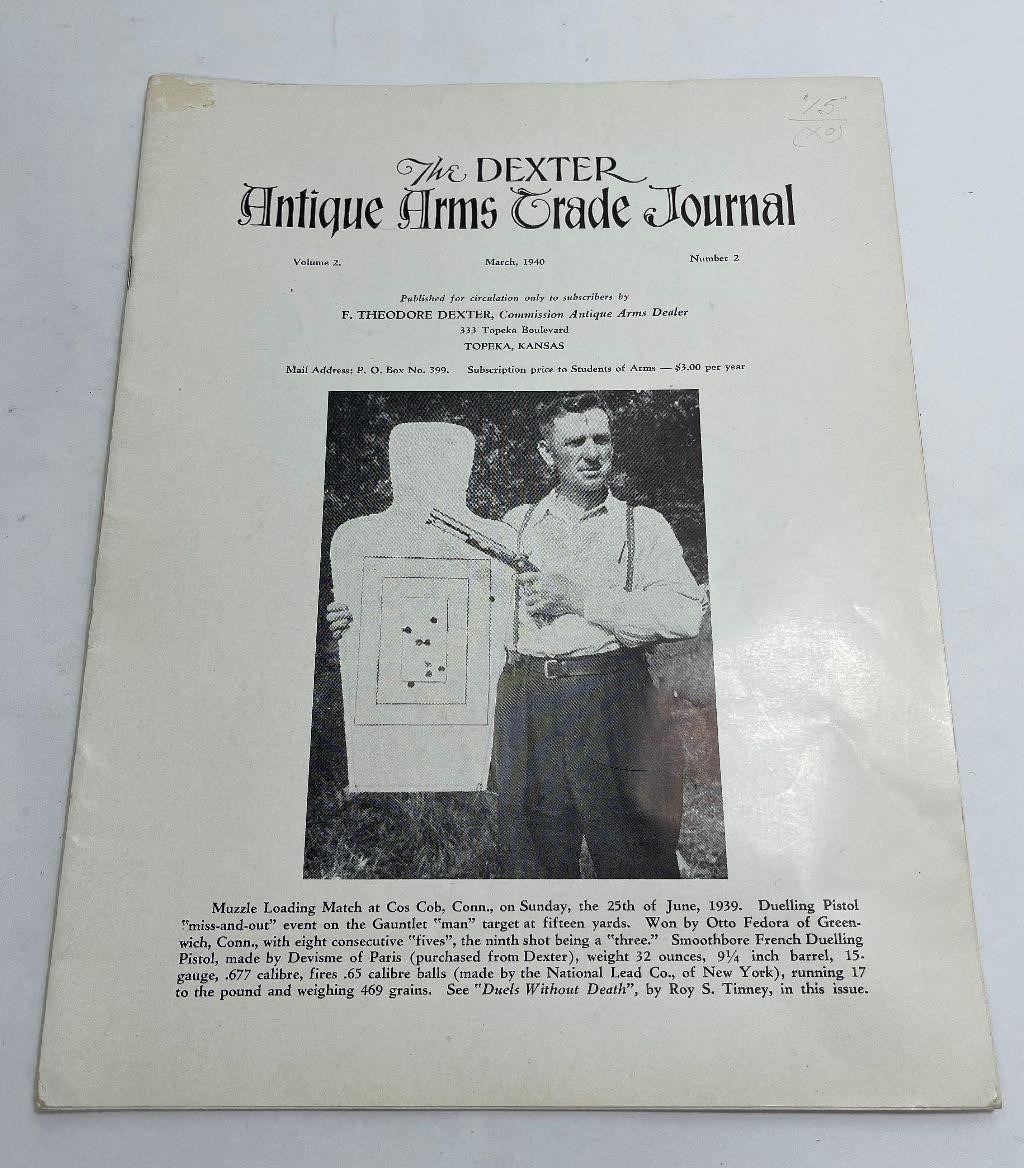 $15
(XO)
The DEXTER
Antique Arms Trade Journal
Volume 2. March, 1940 Number 2
Published for circulation only to subscribers by
F. THEODORE DEXTER, Commission Antique Arms Dealer
333 Topeka Boulevard
TOPEKA, KANSAS
Mail Address: P. O. Box No. 399. Subscription price to Students of Arms — $3.00 per year
Muzzle Loading Match at Cos Cob, Conn., on Sunday, the 25th of June, 1939. Duelling Pistol
"miss-and-out" event on the Gauntlet "man" target at fifteen yards. Won by Otto Fedora of Green-
wich, Conn., with eight consecutive "fives", the ninth shot being a "three." Smoothbore French Duelling
Pistol, made by Devisme of Paris (purchased from Dexter), weight 32 ounces, 9¼ inch barrel, 15-
gauge, .677 calibre, fires .65 calibre balls (made by the National Lead Co., of New York), running 17
to the pound and weighing 469 grains. See "Duels Without Death", by Roy S. Tinney, in this issue.